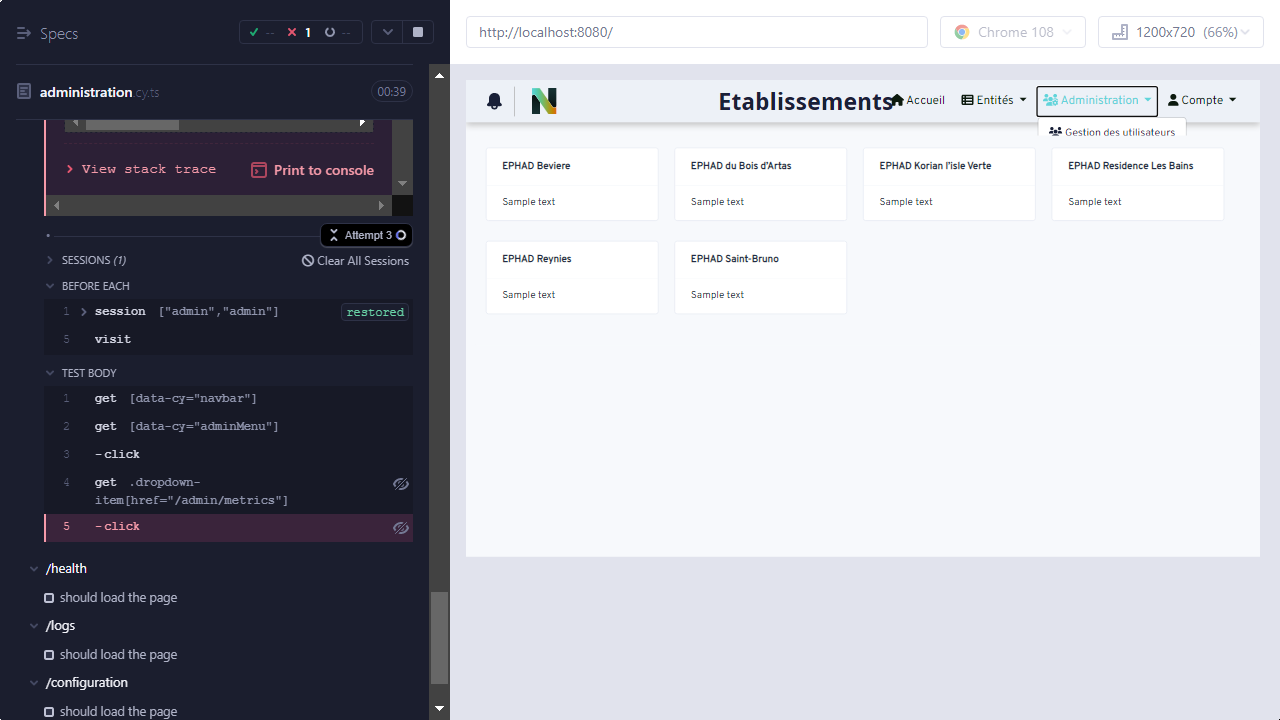 Specs
-- 1 --
administration.cy.ts
00:39
View stack trace
Print to console
Attempt 3
SESSIONS (1)
Clear All Sessions
BEFORE EACH
1 session ["admin","admin"] restored
5 visit
TEST BODY
1 get [data-cy="navbar"]
2 get [data-cy="adminMenu"]
3 -click
4 get .dropdown-
item[href="/admin/metrics"]
5 -click
/health
should load the page
/logs
should load the page
/configuration
should load the page
http://localhost:8080/
Chrome 108
1200x720 (66%)
Etablissements
Accueil
Entités
Administration
Compte
Gestion des utilisateurs
EPHAD Beviere
Sample text
EPHAD du Bois d'Artas
Sample text
EPHAD Korian l'isle Verte
Sample text
EPHAD Residence Les Bains
Sample text
EPHAD Reynies
Sample text
EPHAD Saint-Bruno
Sample text